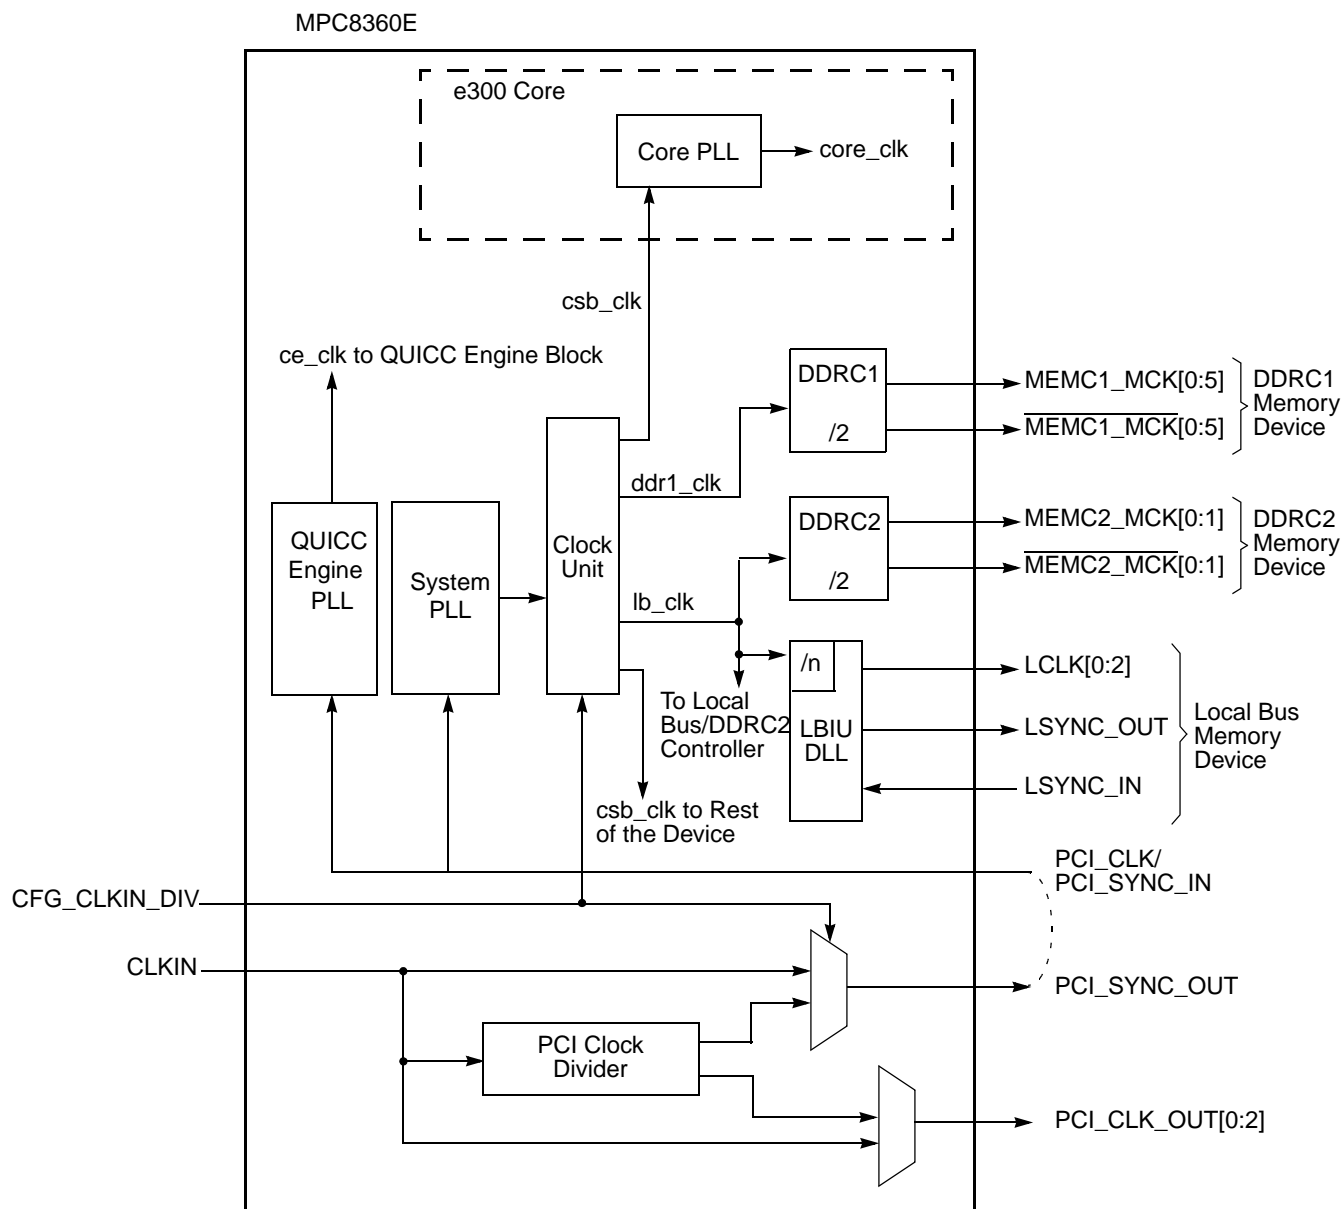 MPC8360E
e300 Core
Core PLL
core_clk
csb_clk
ce_clk to QUICC Engine Block
DDRC1
/2
MEMC1_MCK[0:5]
MEMC1_MCK[0:5]
DDRC1
Memory
Device
ddr1_clk
QUICC
Engine
PLL
System
PLL
Clock
Unit
DDRC2
/2
MEMC2_MCK[0:1]
MEMC2_MCK[0:1]
DDRC2
Memory
Device
lb_clk
/n
LBIU
DLL
To Local
Bus/DDRC2
Controller
LCLK[0:2]
LSYNC_OUT
LSYNC_IN
Local Bus
Memory
Device
csb_clk to Rest
of the Device
PCI_CLK/
PCI_SYNC_IN
CFG_CLKIN_DIV
CLKIN
PCI_SYNC_OUT
PCI Clock
Divider
PCI_CLK_OUT[0:2]